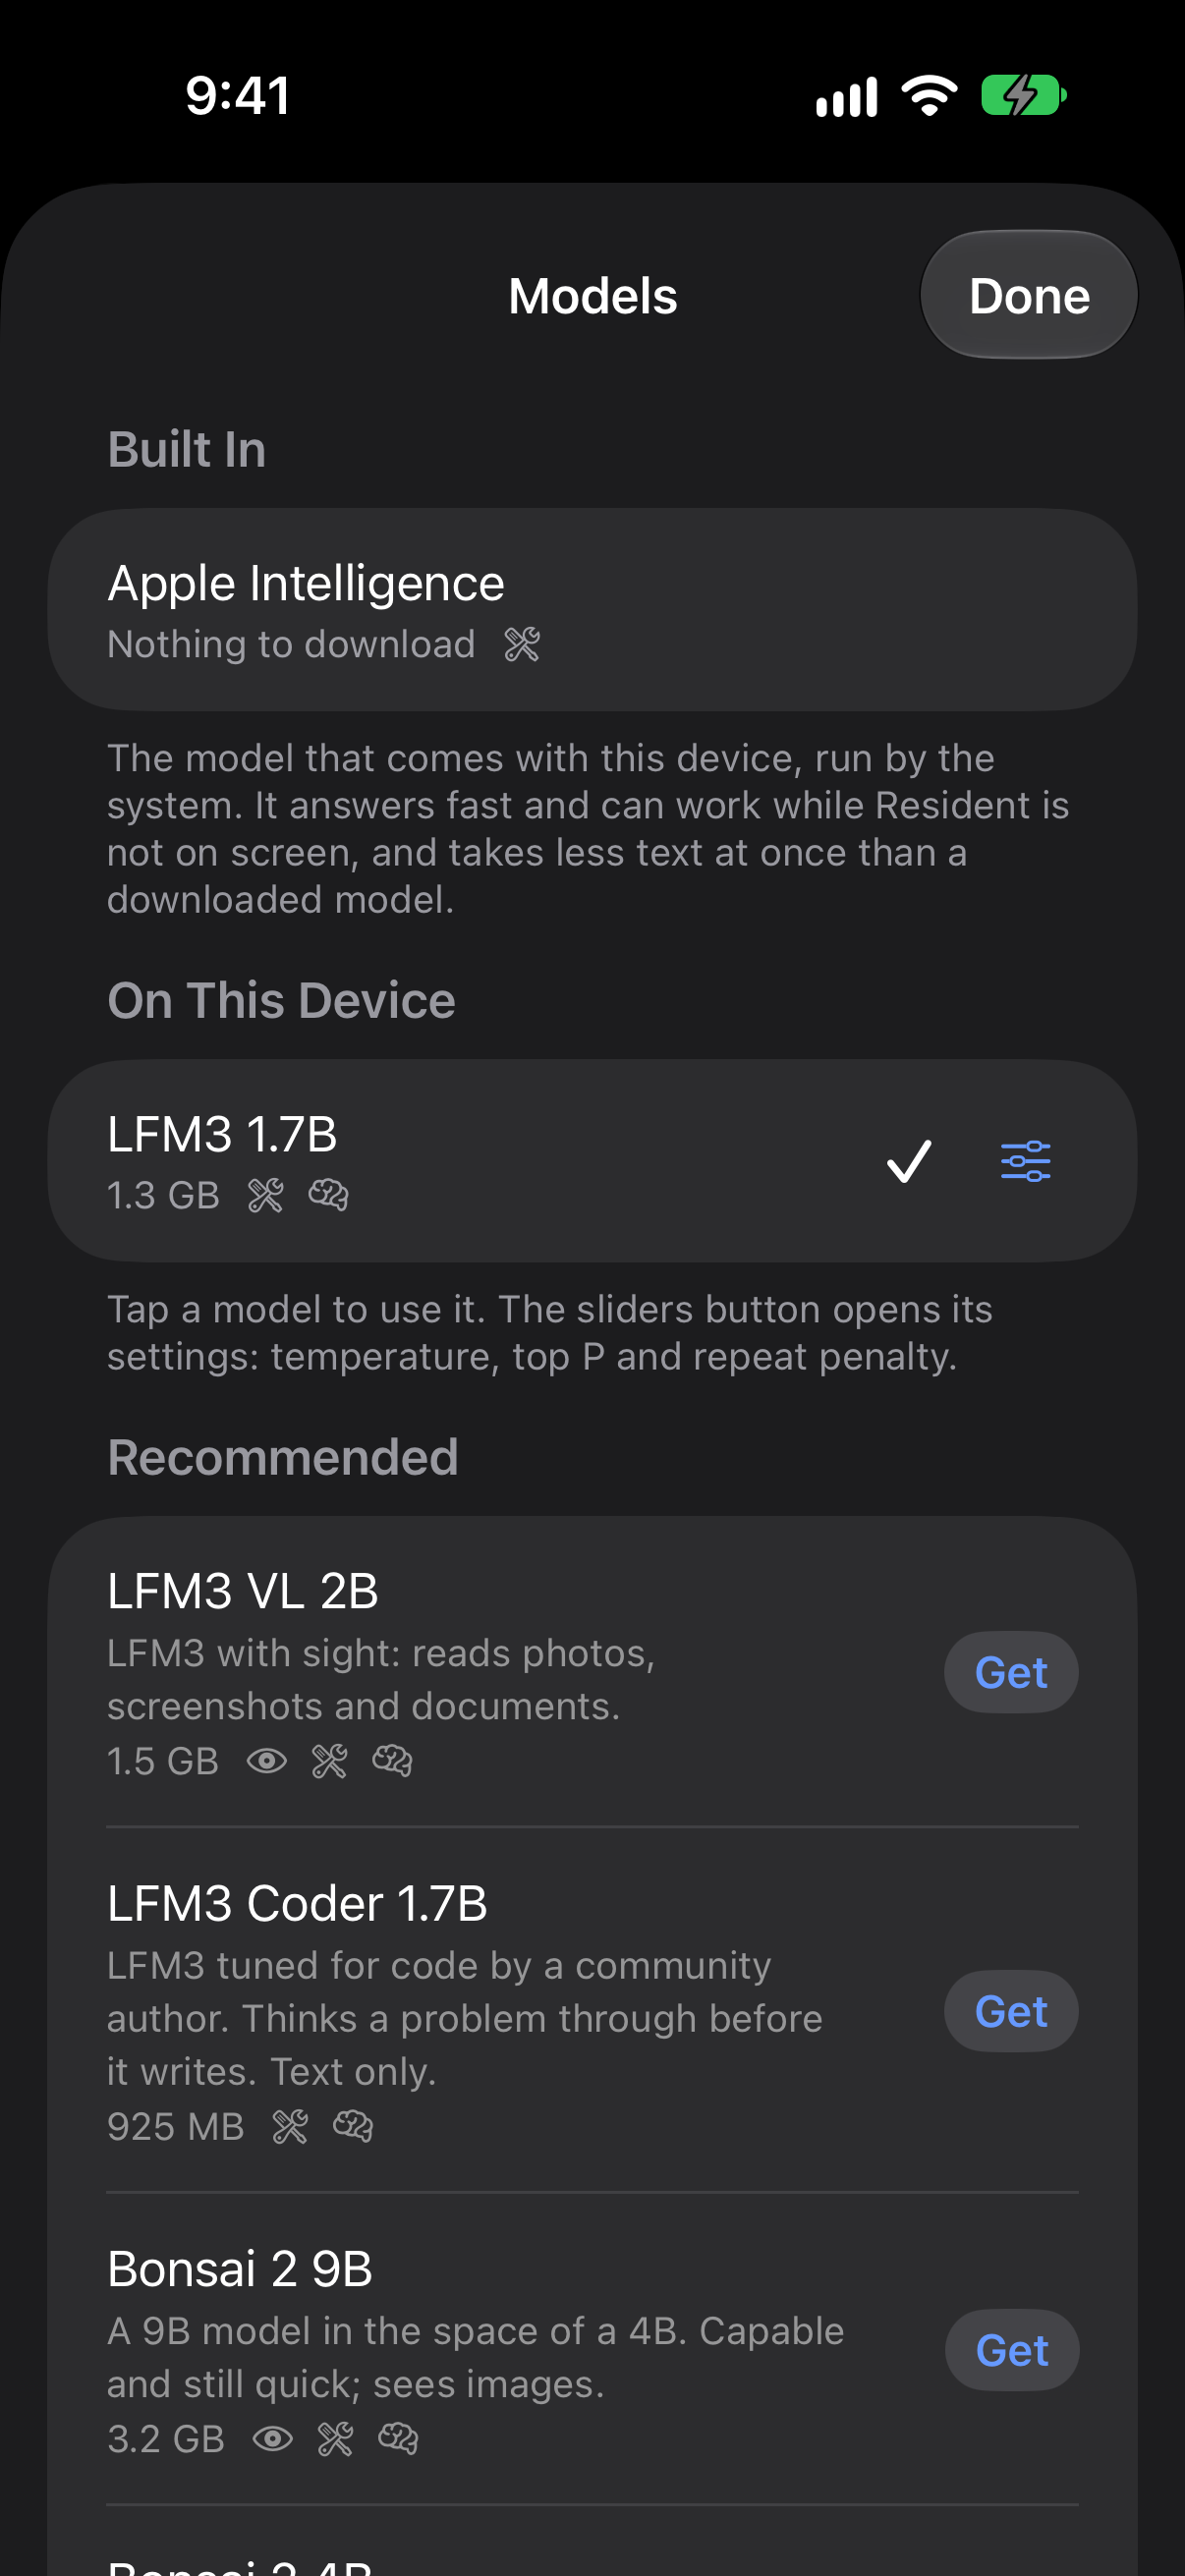 9:41
Models
Done
Built In
Apple Intelligence
Nothing to download
The model that comes with this device, run by the
system. It answers fast and can work while Resident is
not on screen, and takes less text at once than a
downloaded model.
On This Device
LFM3 1.7B
1.3 GB
Tap a model to use it. The sliders button opens its
settings: temperature, top P and repeat penalty.
Recommended
LFM3 VL 2B
LFM3 with sight: reads photos,
screenshots and documents.
Get
1.5 GB
LFM3 Coder 1.7B
LFM3 tuned for code by a community
author. Thinks a problem through before
it writes. Text only.
Get
925 MB
Bonsai 2 9B
A 9B model in the space of a 4B. Capable
and still quick; sees images.
Get
3.2 GB
Bonsai 2 4B